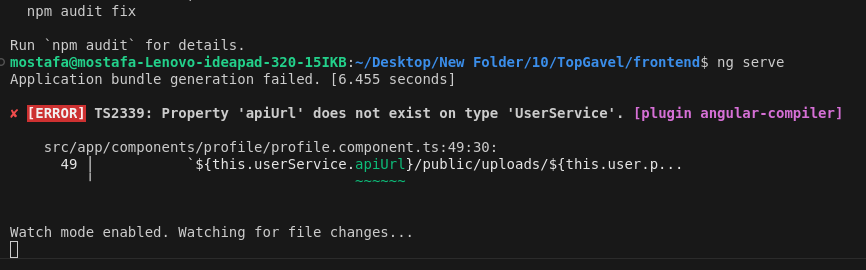 npm audit fix
Run `npm audit` for details.
mostafa@mostafa-Lenovo-ideapad-320-15IKB:~/Desktop/New Folder/10/TopGavel/frontend$ ng serve
Application bundle generation failed. [6.455 seconds]
✘ [ERROR] TS2339: Property 'apiUrl' does not exist on type 'UserService'. [plugin angular-compiler]
src/app/components/profile/profile.component.ts:49:30:
49 │ `${this.userService.apiUrl}/public/uploads/${this.user.p...
╵ ~~~~~~
Watch mode enabled. Watching for file changes...